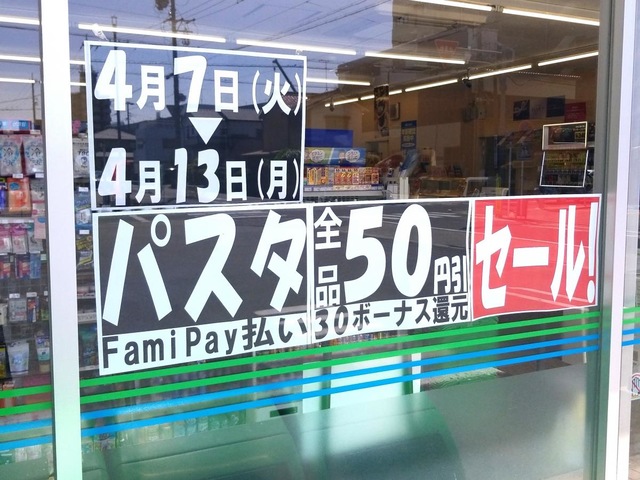 4月7日(火)
▼
4月13日(月)
パスタ全品50円引セール!
FamiPay払い30ボーナス還元